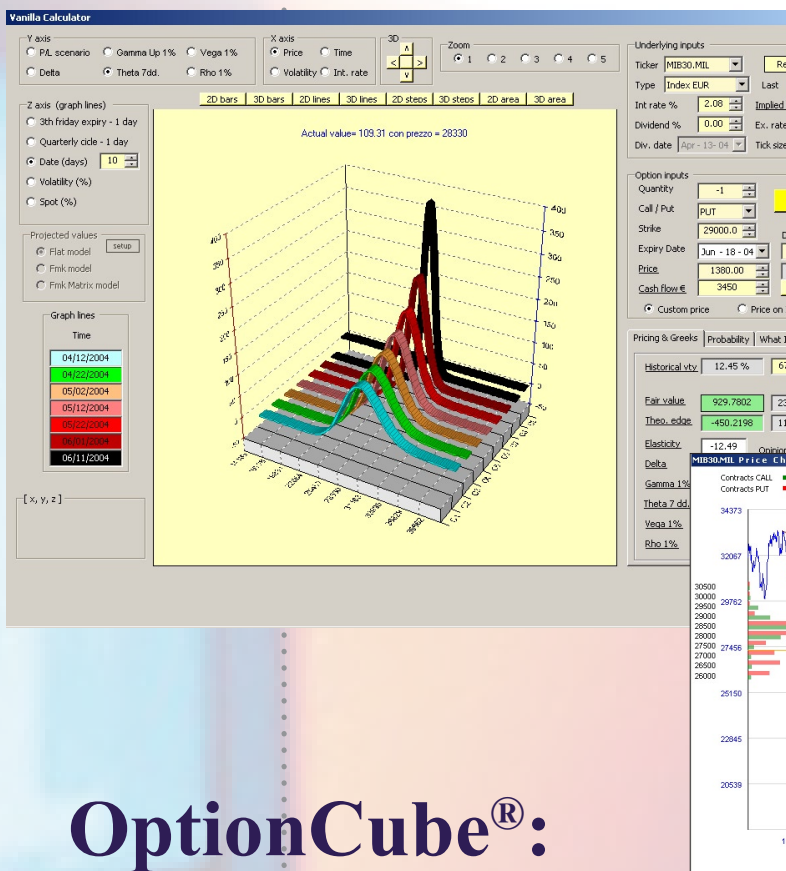 Vanilla Calculator
Y axis
P/L scenario Gamma Up 1% Vega 1%
Delta Theta 7dd. Rho 1%
X axis
Price Time
Volatility Int. rate
3D
Zoom
1 2 3 4 5
2D bars 3D bars 2D lines 3D lines 2D steps 3D steps 2D area 3D area
Z axis (graph lines)
3th friday expiry - 1 day
Quarterly cicle - 1 day
Date (days) 10
Volatility (%)
Spot (%)
Projected values
Flat model setup
Fmk model
Fmk Matrix model
Graph lines
Time
04/12/2004
04/22/2004
05/02/2004
05/12/2004
05/22/2004
06/01/2004
06/11/2004
[ x, y, z ]
Actual value= 109.31 con prezzo = 28330
Underlying inputs
Ticker MIB30.MIL Re
Type Index EUR Last
Int rate % 2.08 Implied
Dividend % 0.00 Ex. rate
Div. date Apr - 13- 04 Tick size
Option inputs
Quantity -1
Call / Put PUT
Strike 29000.0
Expiry Date Jun - 18 - 04
Price 1380.00
Cash flow € 3450
Custom price Price on
Pricing & Greeks Probability What I
Historical vty 12.45 % 67
Fair value 929.7802 23
Theo. edge -450.2198 11
Elasticity -12.49 Opinion
Delta
Gamma 1%
Theta 7 dd.
Vega 1%
Rho 1%
MIB30.MIL Price Ch
Contracts CALL
Contracts PUT
34373
32067
30500
30000
29762
29500
29000
28500
28000
27500
27456
27000
26500
26000
25150
22845
20539
OptionCube®: